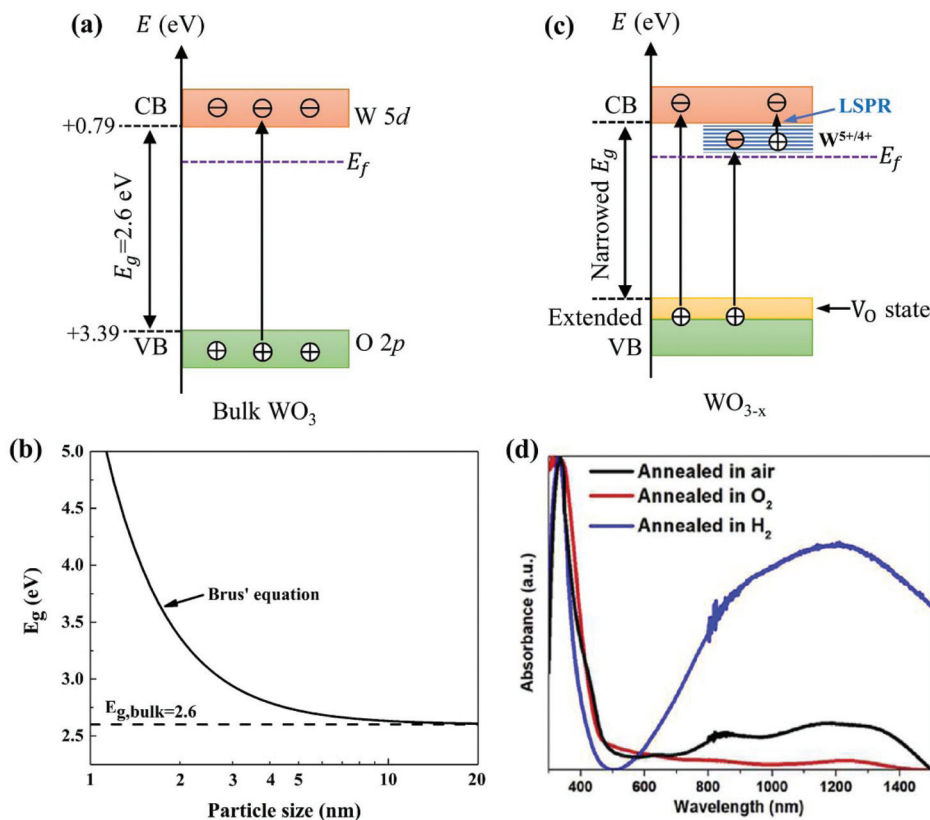 (a)
E (eV)
CB
W 5d
+0.79
E_f
E_g=2.6 eV
+3.39
VB
O 2p
⊖ ⊖ ⊖
⊕ ⊕ ⊕
Bulk WO₃
(c)
E (eV)
CB
⊖ ⊖
LSPR
W⁵⁺/⁴⁺
⊖ ⊕
E_f
Narrowed E_g
Extended
⊕ ⊕
V_O state
VB
WO₃₋ₓ
(b)
5.0
4.5
4.0
3.5
3.0
2.5
E_g (eV)
Brus' equation
E_g,bulk=2.6
1 2 3 4 5 10 20
Particle size (nm)
(d)
Annealed in air
Annealed in O₂
Annealed in H₂
Absorbance (a.u.)
400 600 800 1000 1200 1400
Wavelength (nm)